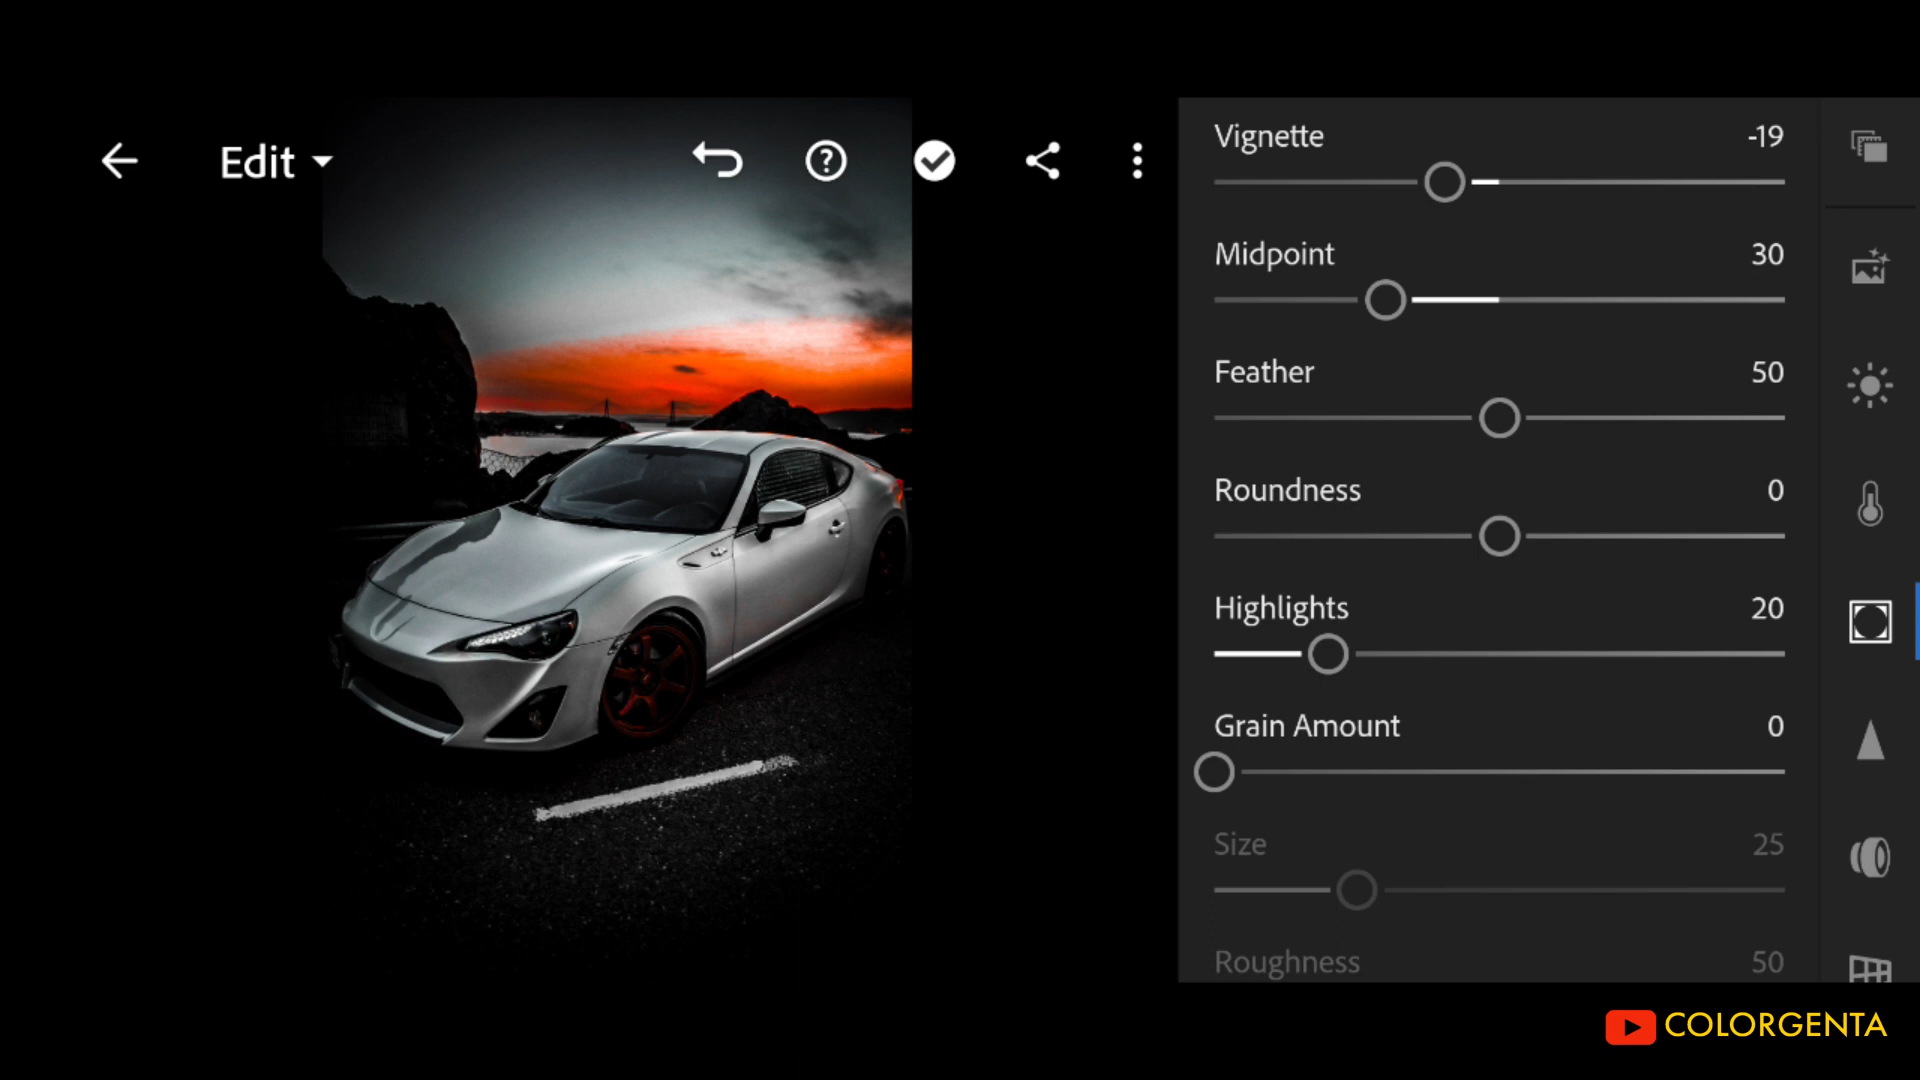 Edit
Vignette -19
Midpoint 30
Feather 50
Roundness 0
Highlights 20
Grain Amount 0
Size 25
Roughness 50
COLORGENTA